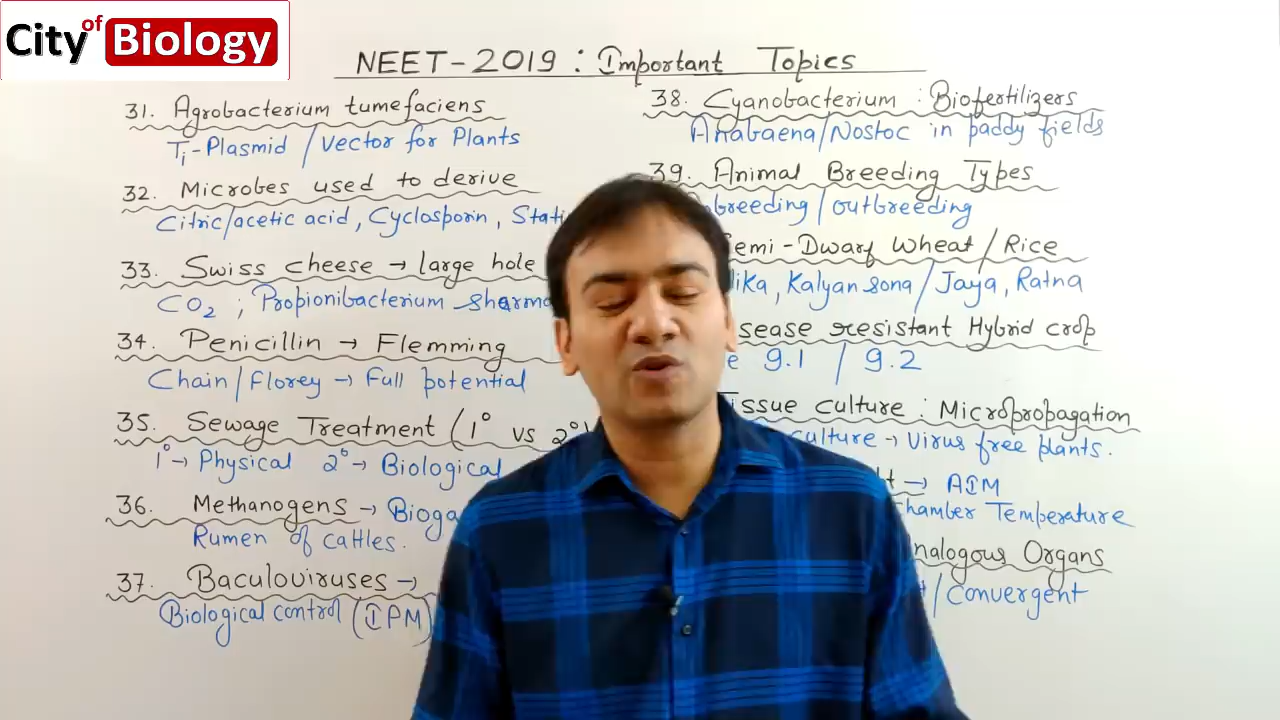 City of Biology
NEET-2019 : Important Topics
31. Agrobacterium tumefaciens
Ti-Plasmid / Vector for Plants
32. Microbes used to derive
Citric/acetic acid, Cyclosporin, Stati
33. Swiss cheese → large hole
CO2 ; Propionibacterium sharma
34. Penicillin → Flemming
Chain/Florey → Full potential
35. Sewage Treatment (1° vs 2°)
1° → Physical 2° → Biological
36. Methanogens → Bioga
Rumen of cattles.
37. Baculoviruses →
Biological control (IPM)
38. Cyanobacterium : Biofertilizers
Anabaena/Nostoc in paddy fields
39. Animal Breeding Types
breeding / outbreeding
emi-Dwarf Wheat / Rice
lika, Kalyan sona / Jaya, Ratna
sease resistant Hybrid crop
e 9.1 / 9.2
Tissue culture : Micropropagation
culture → Virus free plants.
t → AIM
hamber Temperature
nalogous Organs
t / Convergent